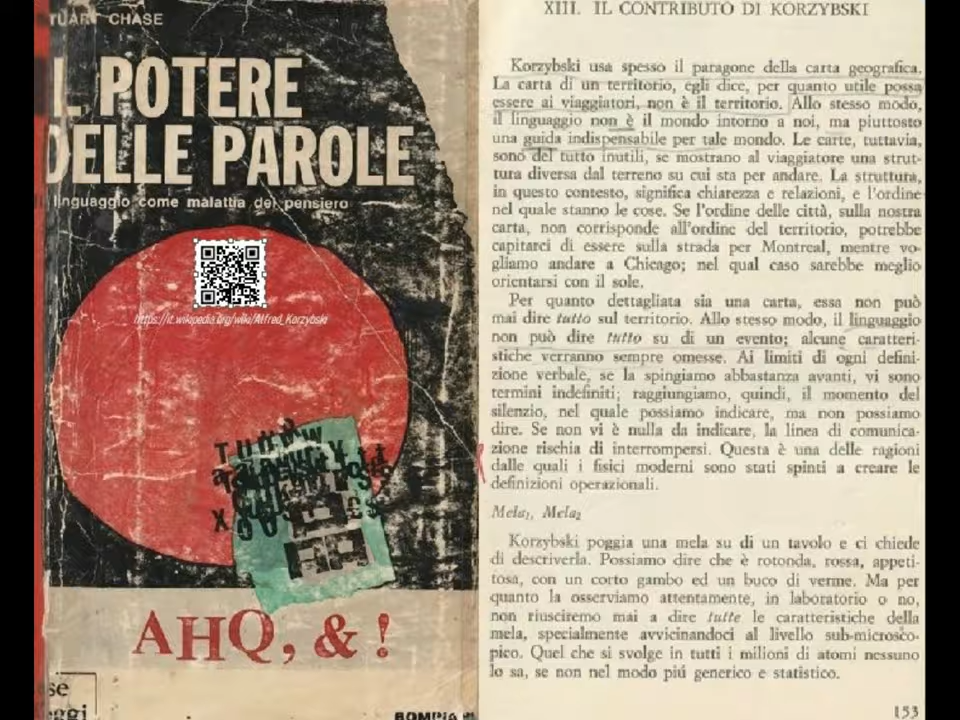 TUART CHASE
IL POTERE
DELLE PAROLE
linguaggio come malattia del pensiero
https://it.wikipedia.org/wiki/Alfred_Korzybski
AHQ, & !
se
eggi
BOMPIA
XIII. IL CONTRIBUTO DI KORZYBSKI
Korzybski usa spesso il paragone della carta geografica.
La carta di un territorio, egli dice, per quanto utile possa
essere ai viaggiatori, non è il territorio. Allo stesso modo,
il linguaggio non è il mondo intorno a noi, ma piuttosto
una guida indispensabile per tale mondo. Le carte, tuttavia,
sono del tutto inutili, se mostrano al viaggiatore una strut-
tura diversa dal terreno su cui sta per andare. La struttura,
in questo contesto, significa chiarezza e relazioni, e l'ordine
nel quale stanno le cose. Se l'ordine delle città, sulla nostra
carta, non corrisponde all'ordine del territorio, potrebbe
capitarci di essere sulla strada per Montreal, mentre vo-
gliamo andare a Chicago; nel qual caso sarebbe meglio
orientarsi con il sole.
Per quanto dettagliata sia una carta, essa non può
mai dire tutto sul territorio. Allo stesso modo, il linguaggio
non può dire tutto su di un evento; alcune caratteri-
stiche verranno sempre omesse. Ai limiti di ogni defini-
zione verbale, se la spingiamo abbastanza avanti, vi sono
termini indefiniti; raggiungiamo, quindi, il momento del
silenzio, nel quale possiamo indicare, ma non possiamo
dire. Se non vi è nulla da indicare, la linea di comunica-
zione rischia di interrompersi. Questa è una delle ragioni
dalle quali i fisici moderni sono stati spinti a creare le
definizioni operazionali.
Mela₁, Mela₂
Korzybski poggia una mela su di un tavolo e ci chiede
di descriverla. Possiamo dire che è rotonda, rossa, appeti-
tosa, con un corto gambo ed un buco di verme. Ma per
quanto la osserviamo attentamente, in laboratorio o no,
non riusciremo mai a dire tutte le caratteristiche della
mela, specialmente avvicinandoci al livello sub-microsco-
pico. Quel che si svolge in tutti i milioni di atomi nessuno
lo sa, se non nel modo piú generico e statistico.
153